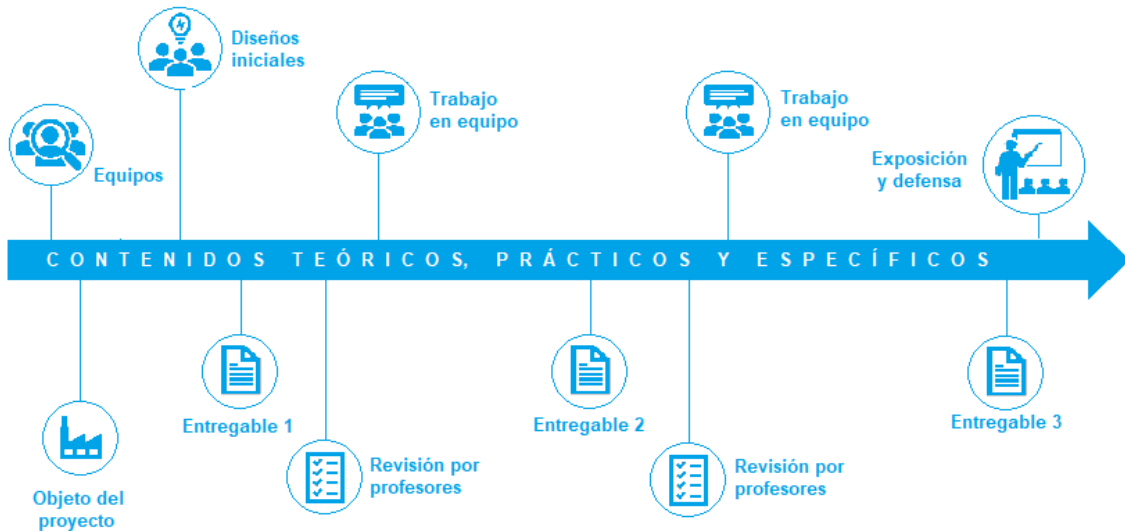 Diseños
iniciales
Trabajo
en equipo
Trabajo
en equipo
Equipos
Exposición
y defensa
CONTENIDOS TEÓRICOS, PRÁCTICOS Y ESPECÍFICOS
Entregable 1
Entregable 2
Entregable 3
Revisión por
profesores
Revisión por
profesores
Objeto del
proyecto